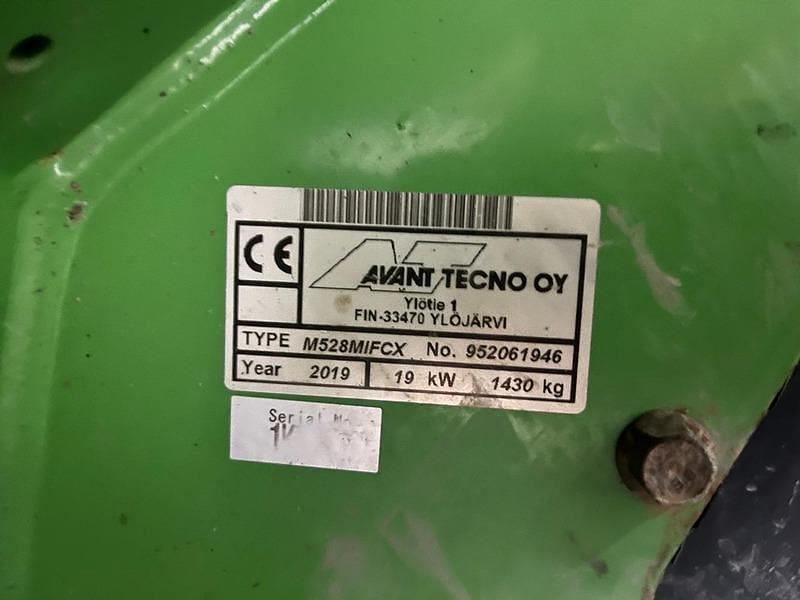 CE
AVANT TECNO OY
Ylötie 1
FIN-33470 YLÖJÄRVI
TYPE M528MIFCX No. 952061946
Year 2019 19 kW 1430 kg
Serial